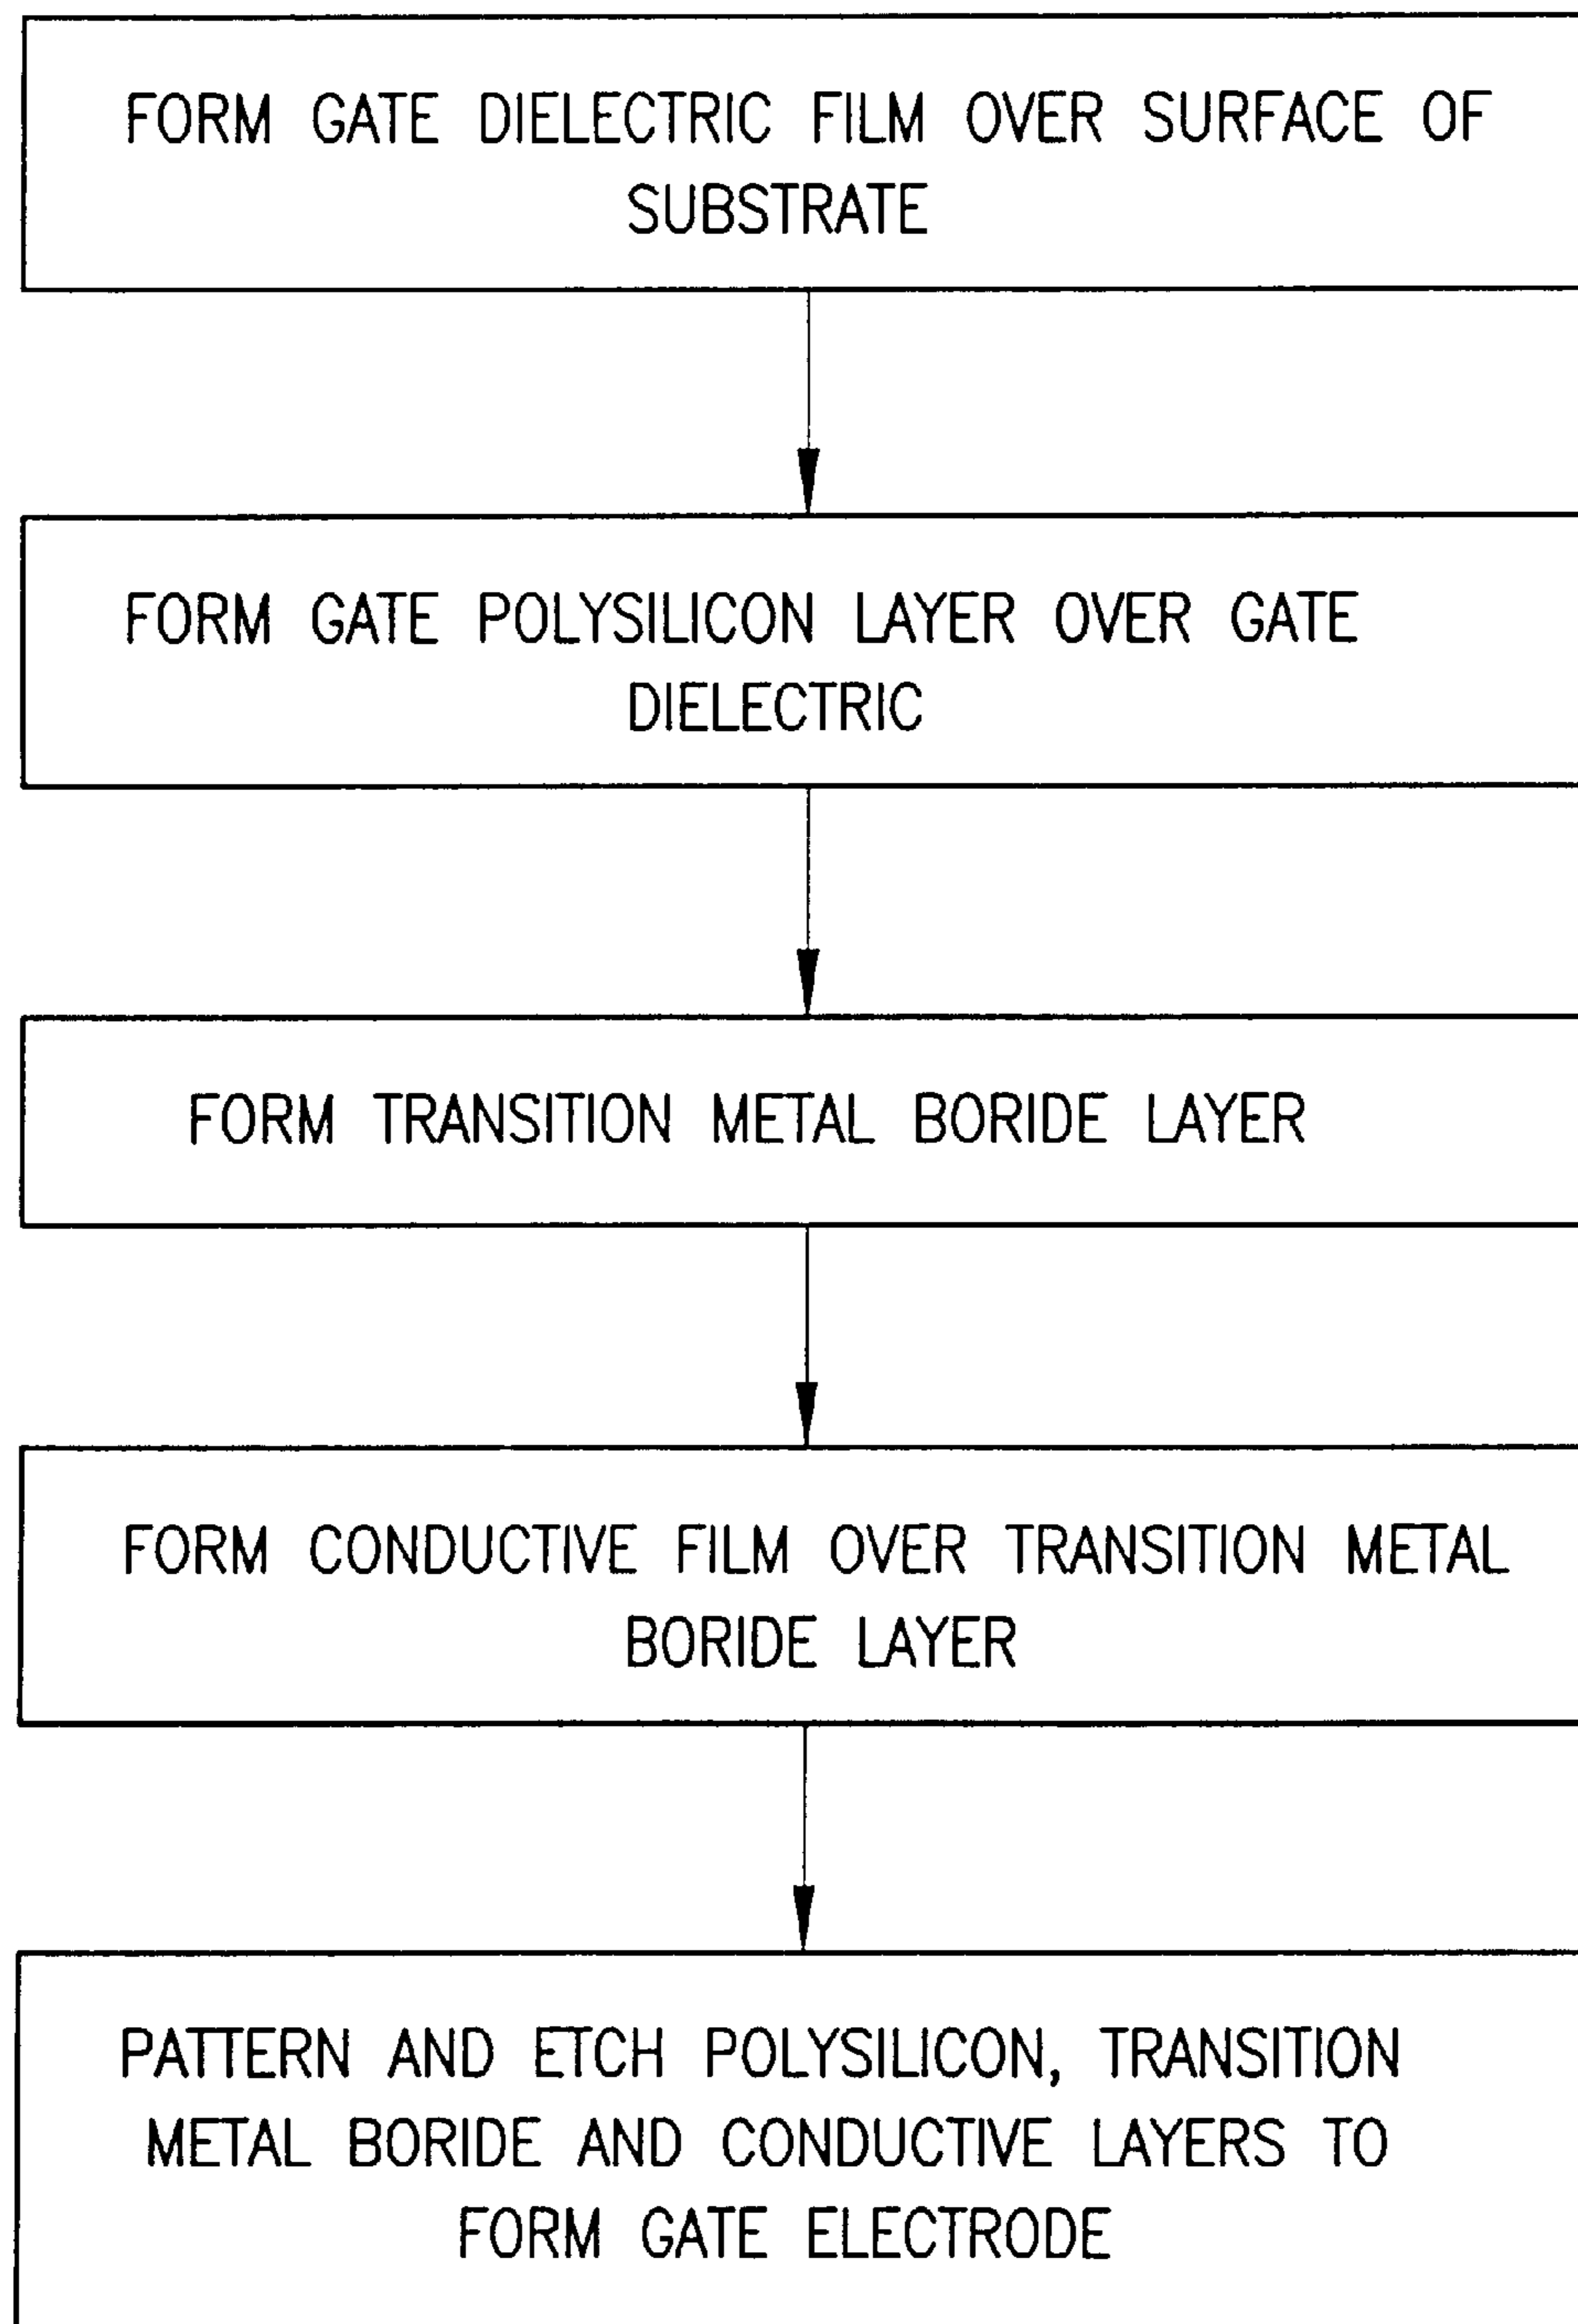 FORM GATE DIELECTRIC FILM OVER SURFACE OF
SUBSTRATE
FORM GATE POLYSILICON LAYER OVER GATE
DIELECTRIC
FORM TRANSITION METAL BORIDE LAYER
FORM CONDUCTIVE FILM OVER TRANSITION METAL
BORIDE LAYER
PATTERN AND ETCH POLYSILICON, TRANSITION
METAL BORIDE AND CONDUCTIVE LAYERS TO
FORM GATE ELECTRODE